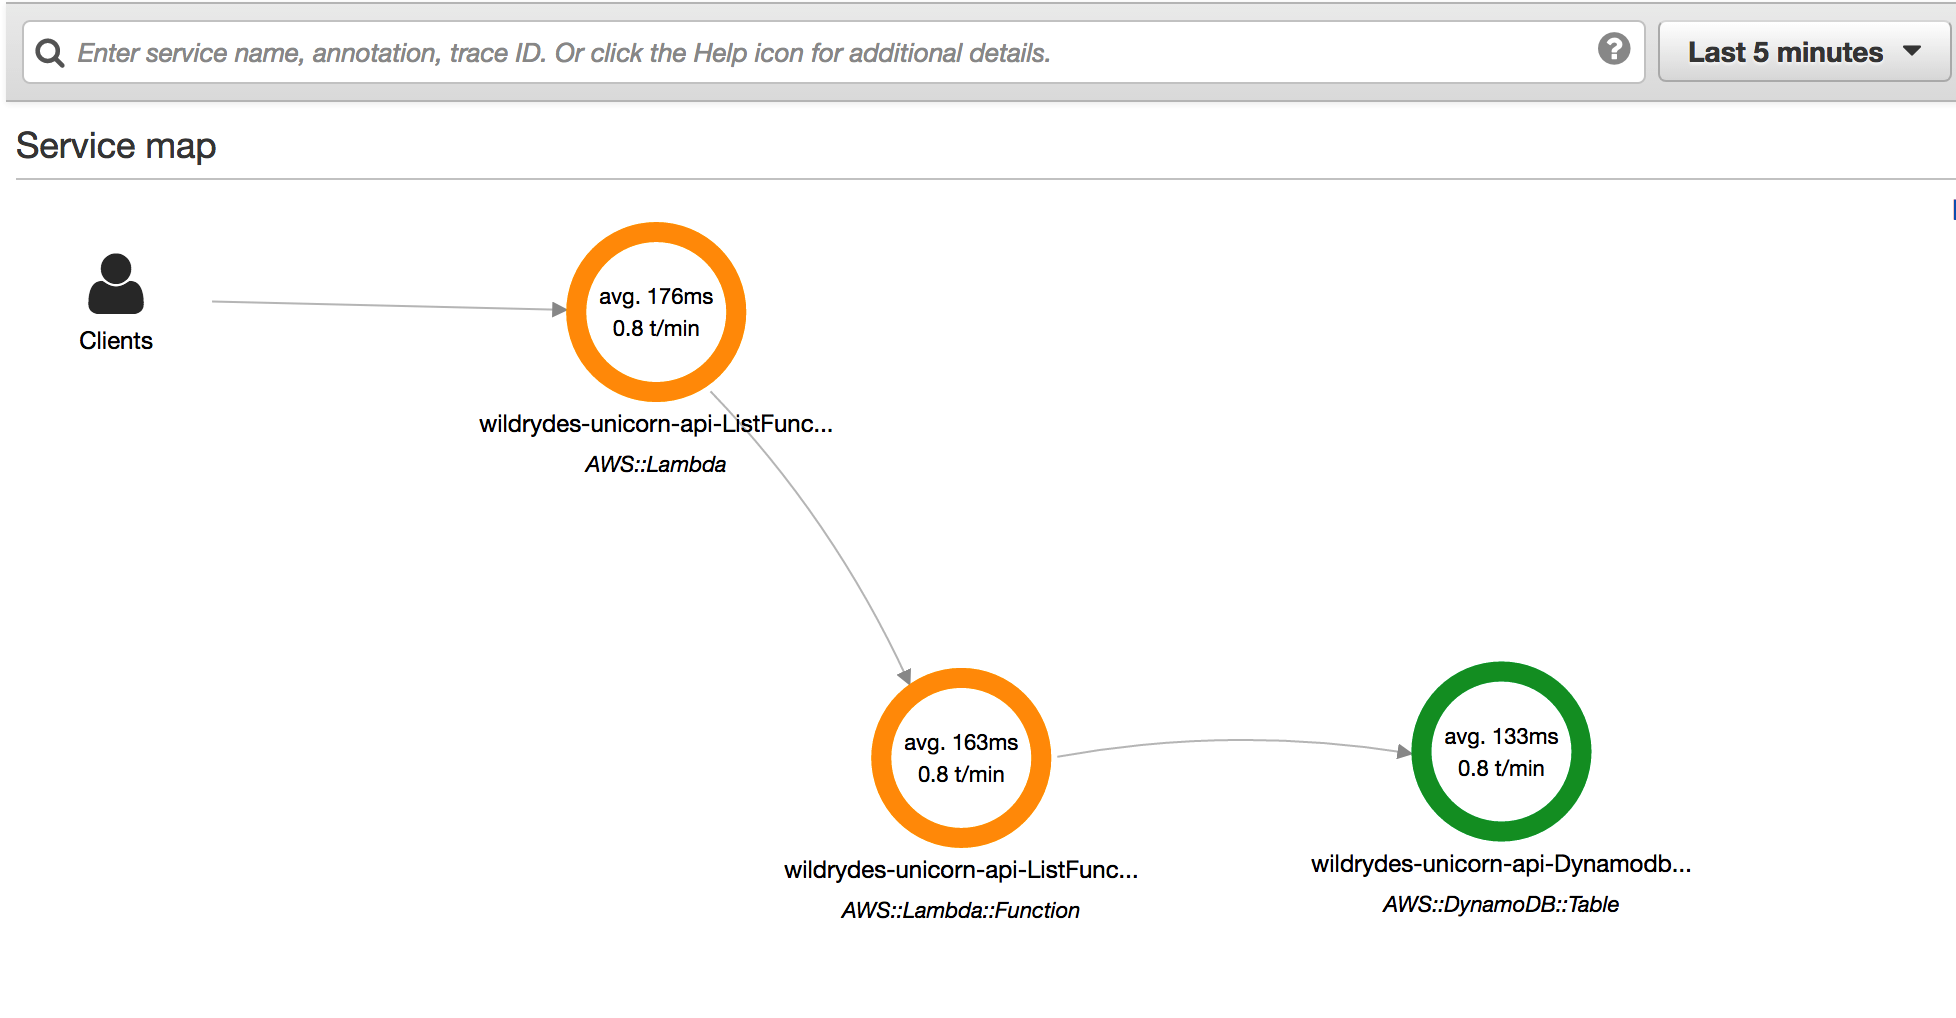 Enter service name, annotation, trace ID. Or click the Help icon for additional details.
?
Last 5 minutes
Service map
Clients
avg. 176ms
0.8 t/min
wildrydes-unicorn-api-ListFunc...
AWS::Lambda
avg. 163ms
0.8 t/min
wildrydes-unicorn-api-ListFunc...
AWS::Lambda::Function
avg. 133ms
0.8 t/min
wildrydes-unicorn-api-Dynamodb...
AWS::DynamoDB::Table